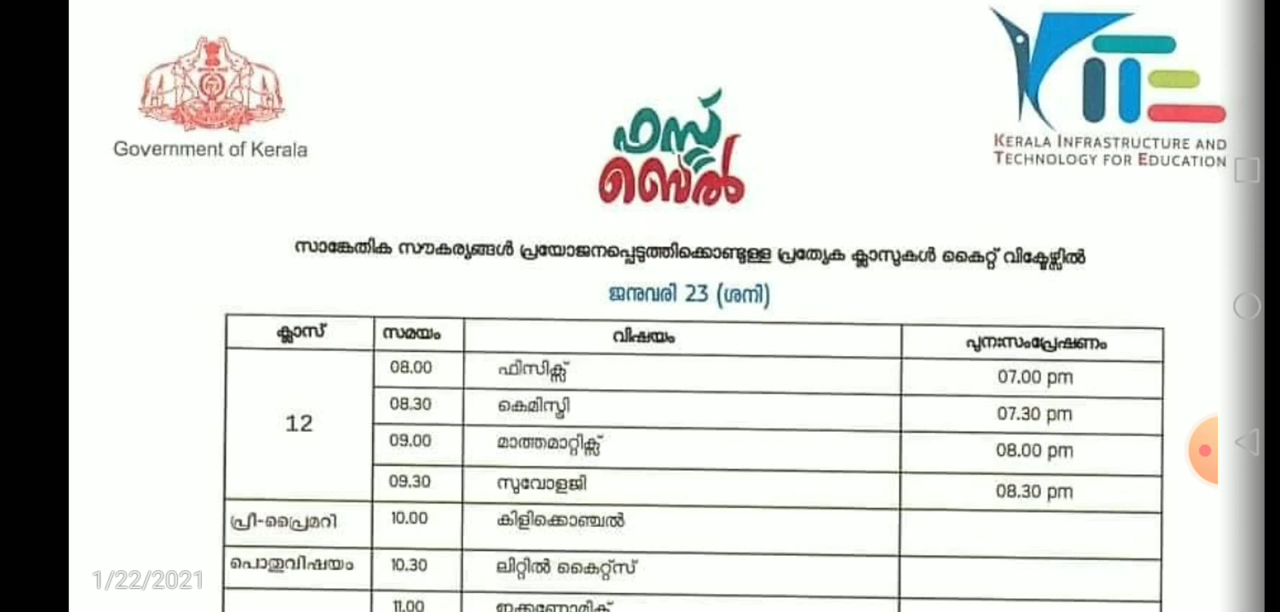 Government of Kerala
ഫസ്റ്റ്
ബെൽ
KITE
KERALA INFRASTRUCTURE AND
TECHNOLOGY FOR EDUCATION
സാങ്കേതിക സൗകര്യങ്ങൾ പ്രയോജനപ്പെടുത്തിക്കൊണ്ടുള്ള പ്രത്യേക ക്ലാസുകൾ കൈറ്റ് വിക്ടേഴ്സിൽ
ജനുവരി 23 (ശനി)
ക്ലാസ് സമയം വിഷയം പുനഃസംപ്രേഷണം
12 08.00 ഫിസിക്സ് 07.00 pm
08.30 കെമിസ്ട്രി 07.30 pm
09.00 മാത്തമാറ്റിക്സ് 08.00 pm
09.30 സുവോളജി 08.30 pm
പ്രീ-പ്രൈമറി 10.00 കിളിക്കൊഞ്ചൽ
പൊതുവിഷയം 10.30 ലിറ്റിൽ കൈറ്റ്സ്
11.00
1/22/2021